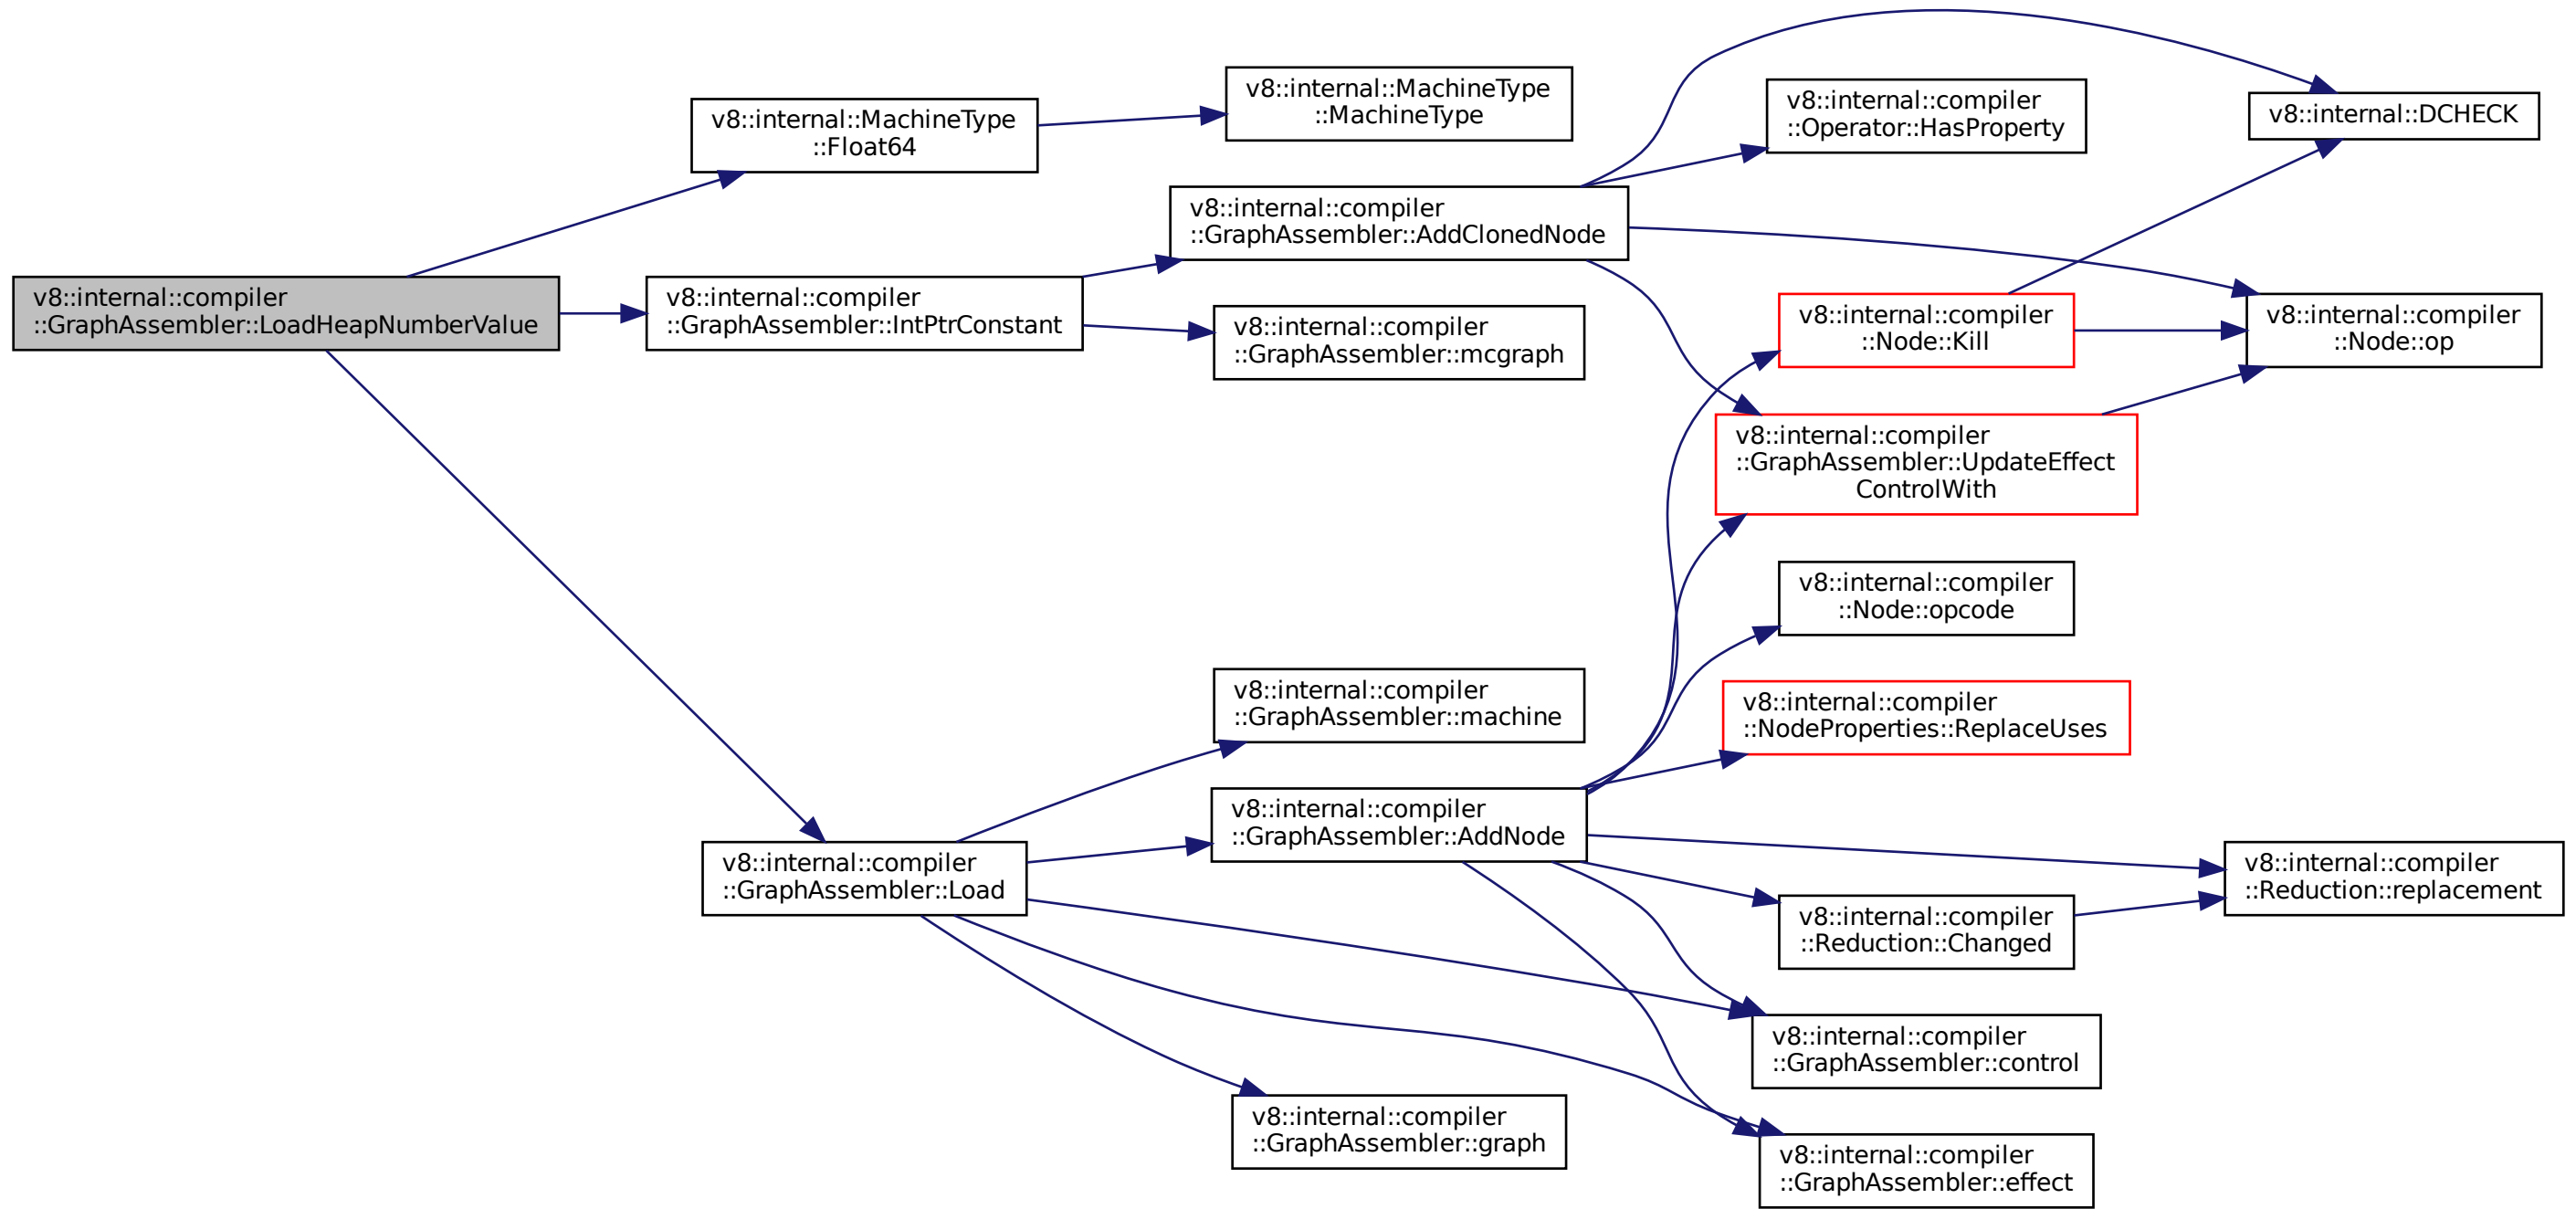 v8::internal::compiler
::GraphAssembler::LoadHeapNumberValue
v8::internal::MachineType
::Float64
v8::internal::MachineType
::MachineType
v8::internal::compiler
::GraphAssembler::IntPtrConstant
v8::internal::compiler
::GraphAssembler::AddClonedNode
v8::internal::compiler
::GraphAssembler::mcgraph
v8::internal::compiler
::Operator::HasProperty
v8::internal::DCHECK
v8::internal::compiler
::Node::Kill
v8::internal::compiler
::Node::op
v8::internal::compiler
::GraphAssembler::UpdateEffect
ControlWith
v8::internal::compiler
::Node::opcode
v8::internal::compiler
::NodeProperties::ReplaceUses
v8::internal::compiler
::GraphAssembler::machine
v8::internal::compiler
::GraphAssembler::AddNode
v8::internal::compiler
::GraphAssembler::Load
v8::internal::compiler
::Reduction::replacement
v8::internal::compiler
::Reduction::Changed
v8::internal::compiler
::GraphAssembler::control
v8::internal::compiler
::GraphAssembler::graph
v8::internal::compiler
::GraphAssembler::effect